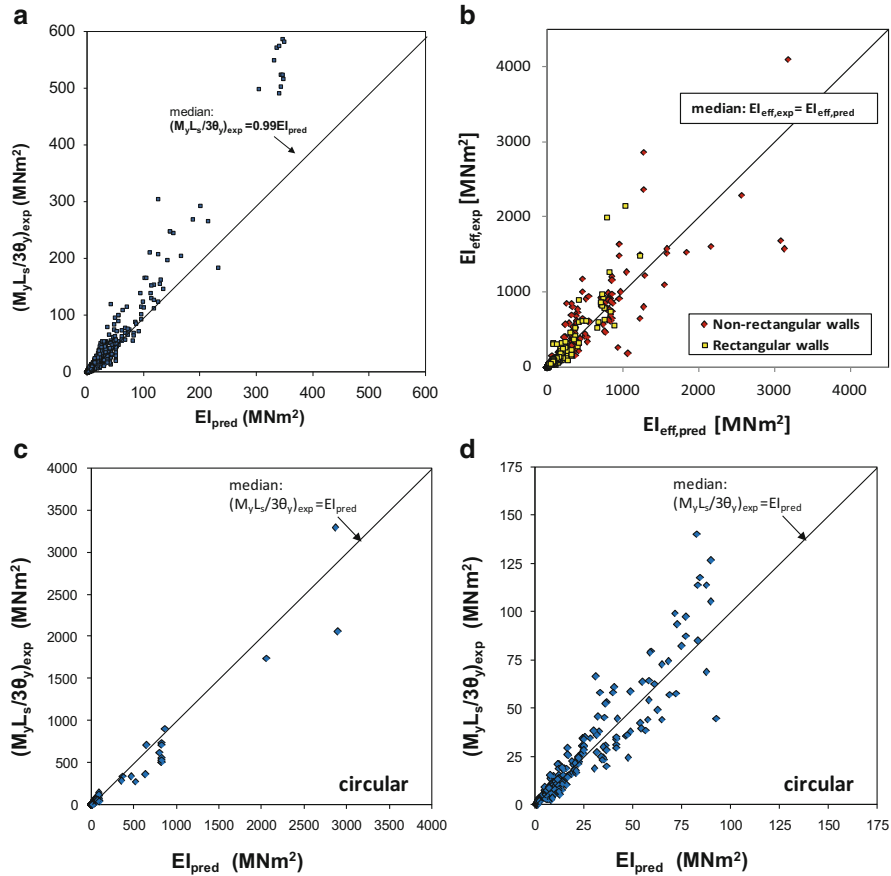 a
600
500
400
300
200
100
0
(MyLs/3θy)exp (MNm²)
median:
(MyLs/3θy)exp =0.99EIpred
0 100 200 300 400 500 600
EIpred (MNm²)
b
4000
3000
2000
1000
0
EIeff,exp [MNm²]
median: EIeff,exp= EIeff,pred
Non-rectangular walls
Rectangular walls
0 1000 2000 3000 4000
EIeff,pred [MNm²]
c
4000
3500
3000
2500
2000
1500
1000
500
0
(MyLs/3θy)exp (MNm²)
median:
(MyLs/3θy)exp=EIpred
circular
0 500 1000 1500 2000 2500 3000 3500 4000
EIpred (MNm²)
d
175
150
125
100
75
50
25
0
(MyLs/3θy)exp (MNm²)
median:
(MyLs/3θy)exp=EIpred
circular
0 25 50 75 100 125 150 175
EIpred (MNm²)